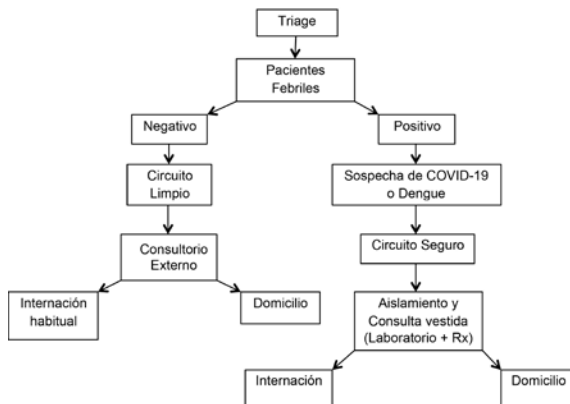 Triage
Pacientes
Febriles
Negativo
Positivo
Circuito
Limpio
Sospecha de COVID-19
o Dengue
Consultorio
Externo
Circuito Seguro
Internación
habitual
Domicilio
Aislamiento y
Consulta vestida
(Laboratorio + Rx)
Internación
Domicilio